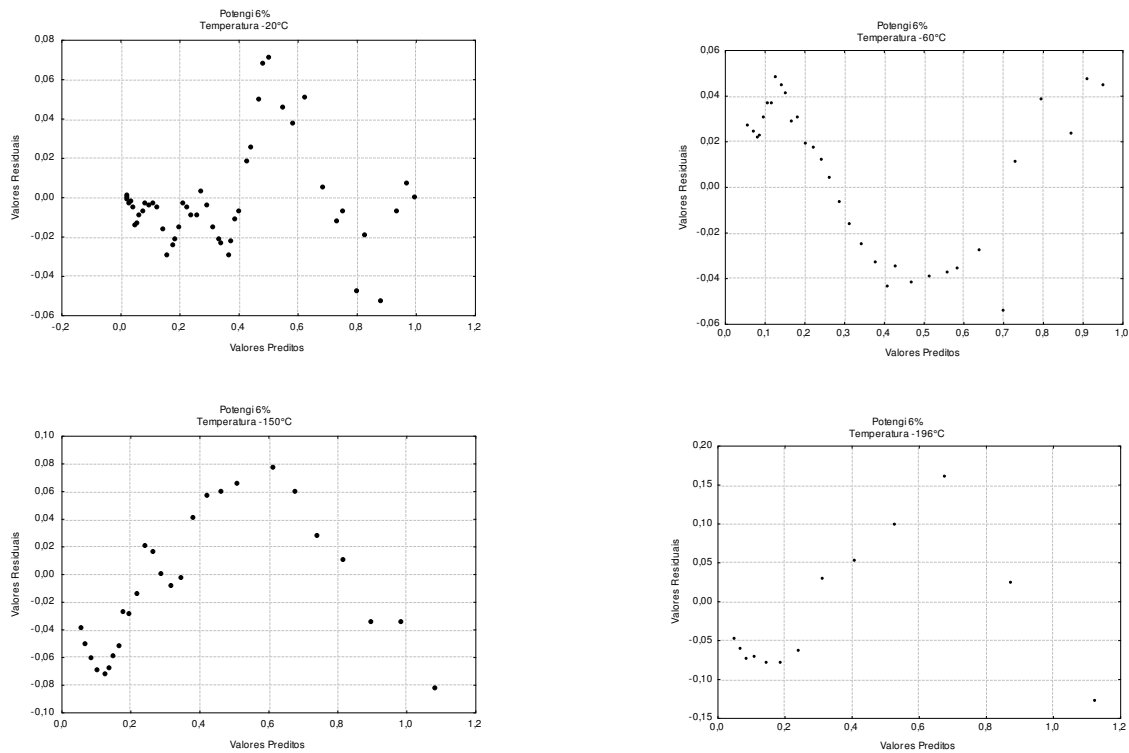 Potengi 6%
Temperatura -20°C
0,08
0,06
0,04
0,02
0,00
-0,02
-0,04
-0,06
Valores Residuais
-0,2 0,0 0,2 0,4 0,6 0,8 1,0 1,2
Valores Preditos
Potengi 6%
Temperatura -60°C
0,06
0,04
0,02
0,00
-0,02
-0,04
-0,06
Valores Residuais
0,0 0,1 0,2 0,3 0,4 0,5 0,6 0,7 0,8 0,9 1,0
Valores Preditos
Potengi 6%
Temperatura -150°C
0,10
0,08
0,06
0,04
0,02
0,00
-0,02
-0,04
-0,06
-0,08
-0,10
Valores Residuais
0,0 0,2 0,4 0,6 0,8 1,0 1,2
Valores Preditos
Potengi 6%
Temperatura -196°C
0,20
0,15
0,10
0,05
0,00
-0,05
-0,10
-0,15
Valores Residuais
0,0 0,2 0,4 0,6 0,8 1,0 1,2
Valores Preditos